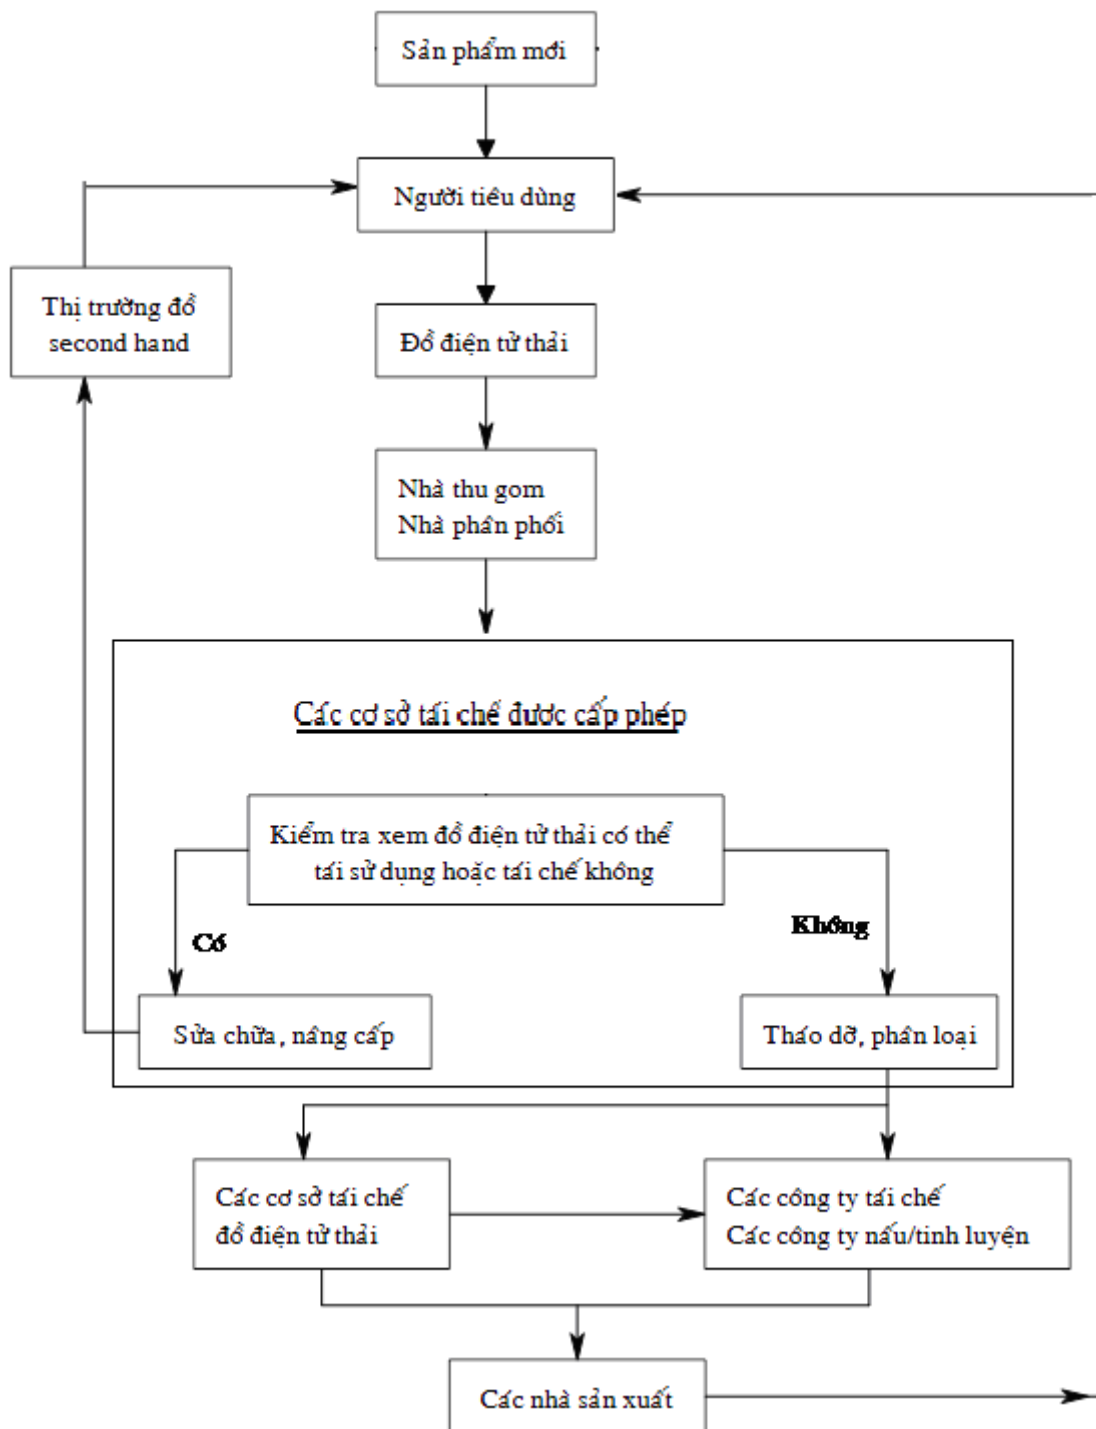 Sản phẩm mới
Người tiêu dùng
Thị trường đồ
second hand
Đồ điện tử thải
Nhà thu gom
Nhà phân phối
Các cơ sở tái chế được cấp phép
Kiểm tra xem đồ điện tử thải có thể
tái sử dụng hoặc tái chế không
Có
Không
Sửa chữa, nâng cấp
Tháo dỡ, phân loại
Các cơ sở tái chế
đồ điện tử thải
Các công ty tái chế
Các công ty nấu/tinh luyện
Các nhà sản xuất